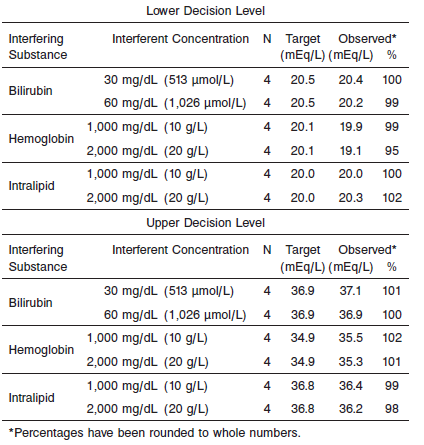 Lower Decision Level
Interfering Interferent Concentration N Target Observed*
Substance (mEq/L) (mEq/L) %
Bilirubin
30 mg/dL (513 µmol/L) 4 20.5 20.4 100
60 mg/dL (1,026 µmol/L) 4 20.5 20.2 99
Hemoglobin
1,000 mg/dL (10 g/L) 4 20.1 19.9 99
2,000 mg/dL (20 g/L) 4 20.1 19.1 95
Intralipid
1,000 mg/dL (10 g/L) 4 20.0 20.0 100
2,000 mg/dL (20 g/L) 4 20.0 20.3 102
Upper Decision Level
Interfering Interferent Concentration N Target Observed*
Substance (mEq/L) (mEq/L) %
Bilirubin
30 mg/dL (513 µmol/L) 4 36.9 37.1 101
60 mg/dL (1,026 µmol/L) 4 36.9 36.9 100
Hemoglobin
1,000 mg/dL (10 g/L) 4 34.9 35.5 102
2,000 mg/dL (20 g/L) 4 34.9 35.3 101
Intralipid
1,000 mg/dL (10 g/L) 4 36.8 36.4 99
2,000 mg/dL (20 g/L) 4 36.8 36.2 98
*Percentages have been rounded to whole numbers.